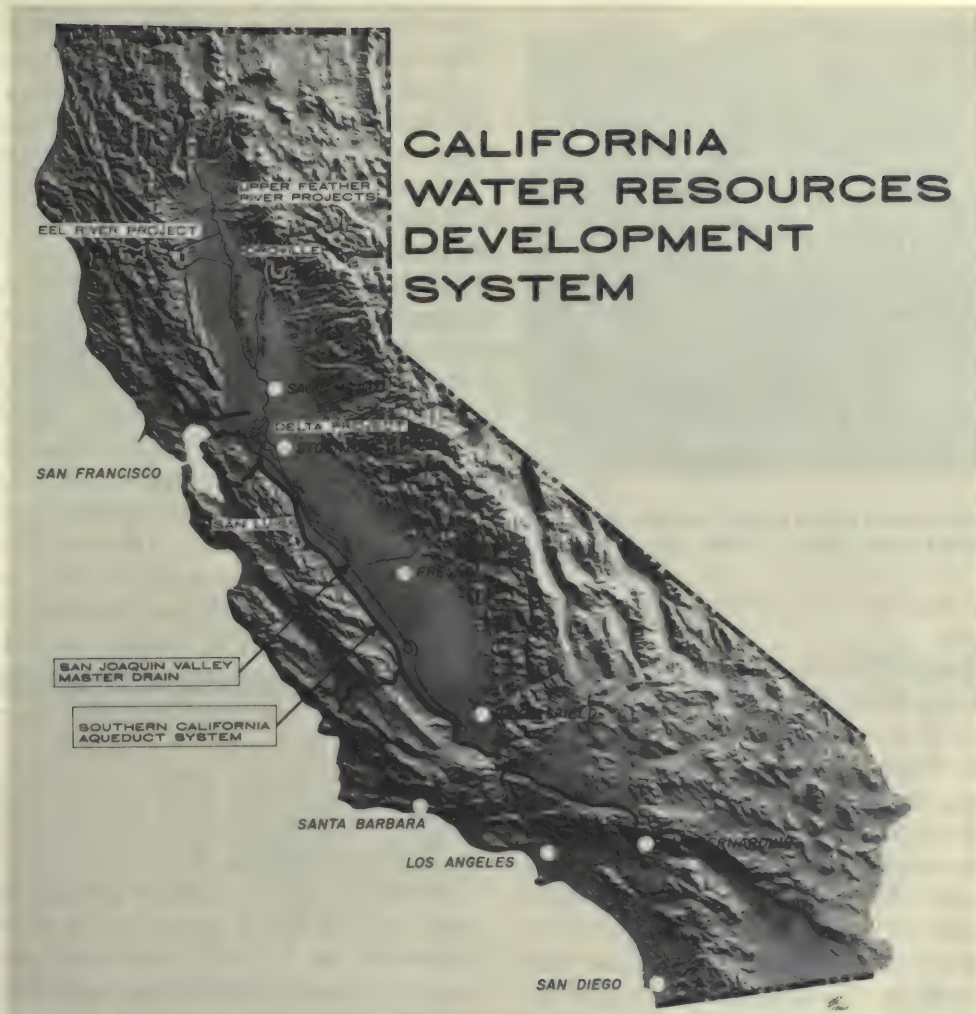 CALIFORNIA
WATER RESOURCES
DEVELOPMENT
SYSTEM
UPPER FEATHER
RIVER PROJECTS
EEL RIVER PROJECT
DELTA
SAN FRANCISCO
SAN LUIS
SAN JOAQUIN VALLEY
MASTER DRAIN
SOUTHERN CALIFORNIA
AQUEDUCT SYSTEM
SANTA BARBARA
LOS ANGELES
SAN DIEGO